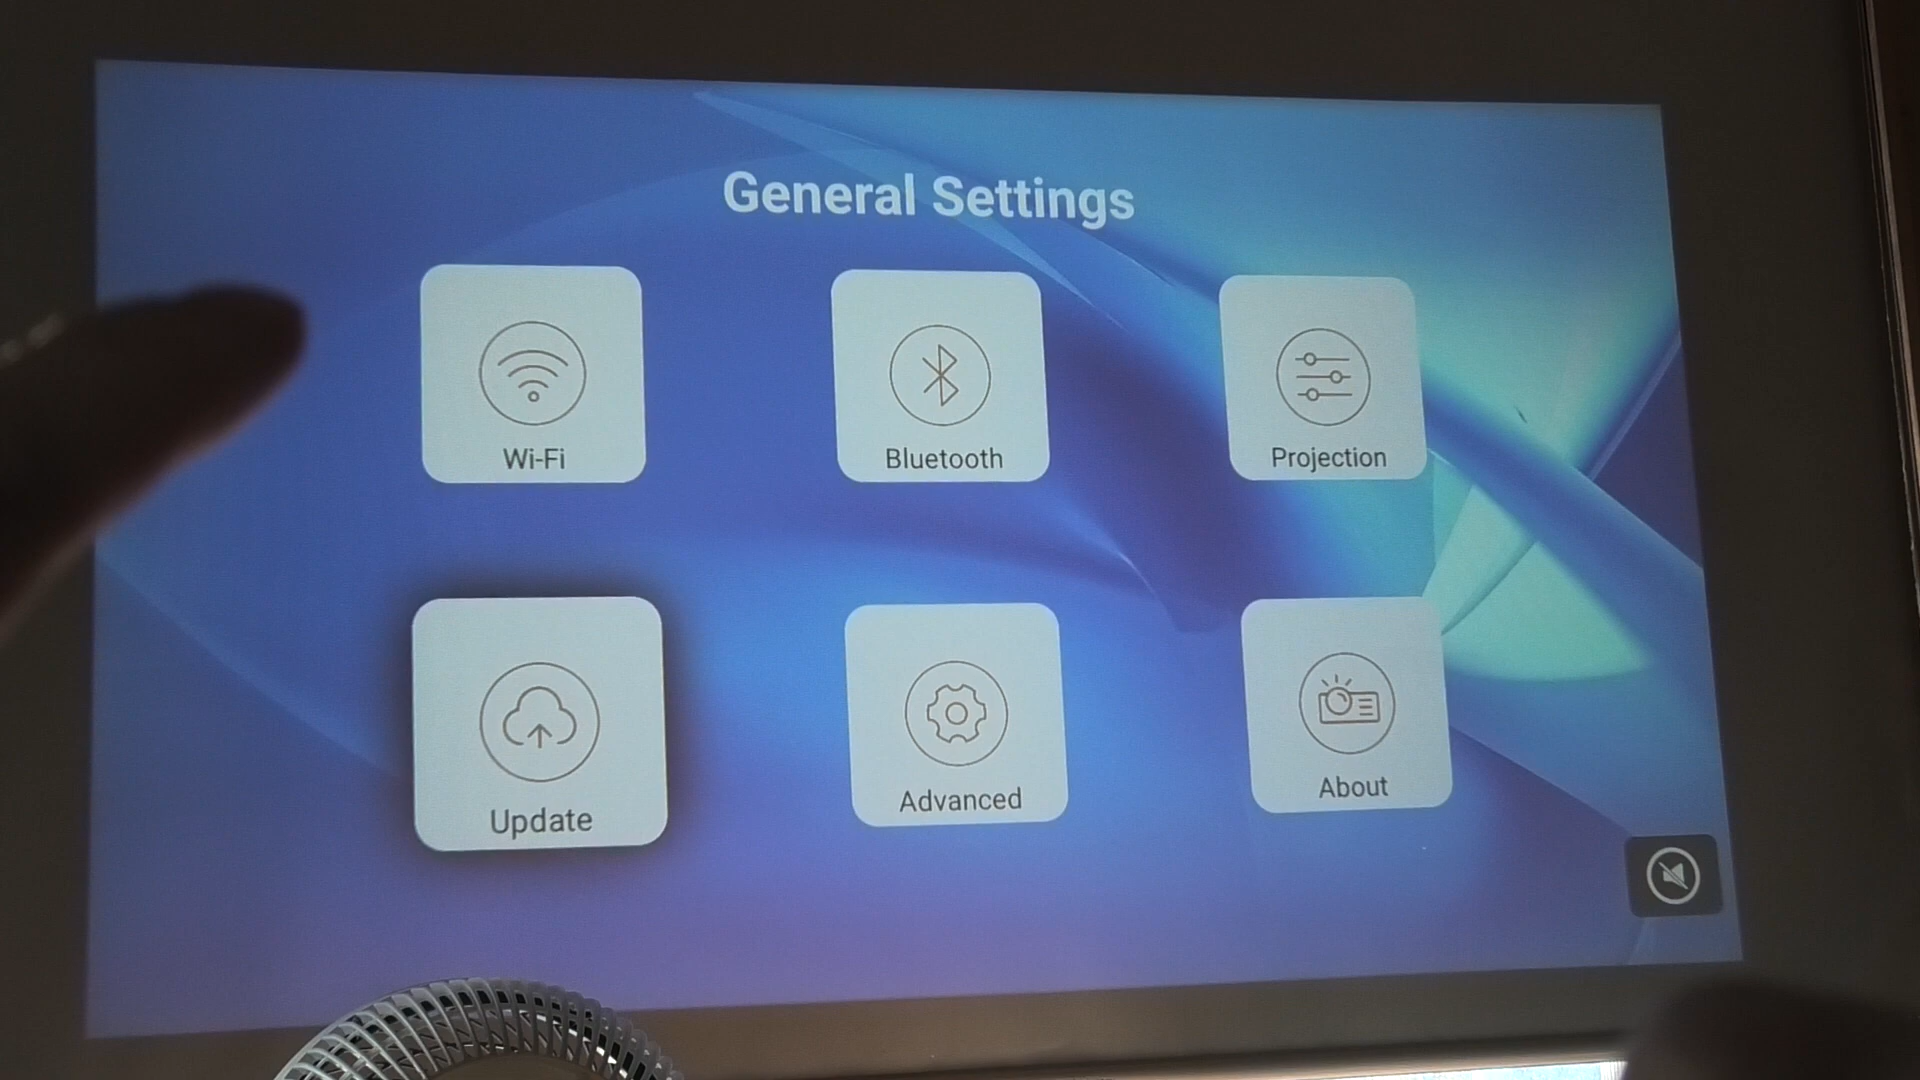 General Settings
Wi-Fi
Bluetooth
Projection
Update
Advanced
About